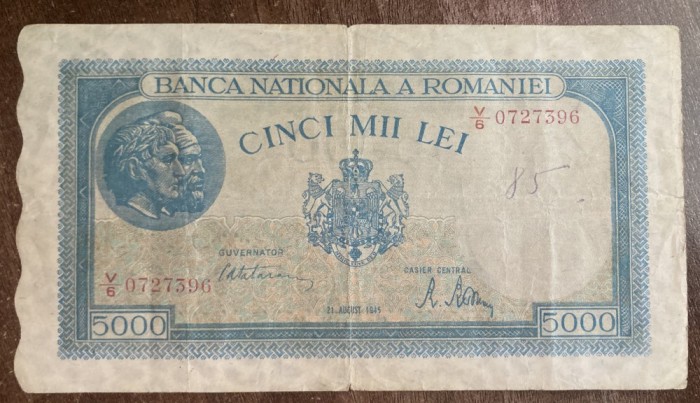 BANCA NATIONALA A ROMANIEI
V/6 0727396
CINCI MII LEI
85
GUVERNATOR
CASIER CENTRAL
V/6 0727396
21 AUGUST 1945
5000
5000